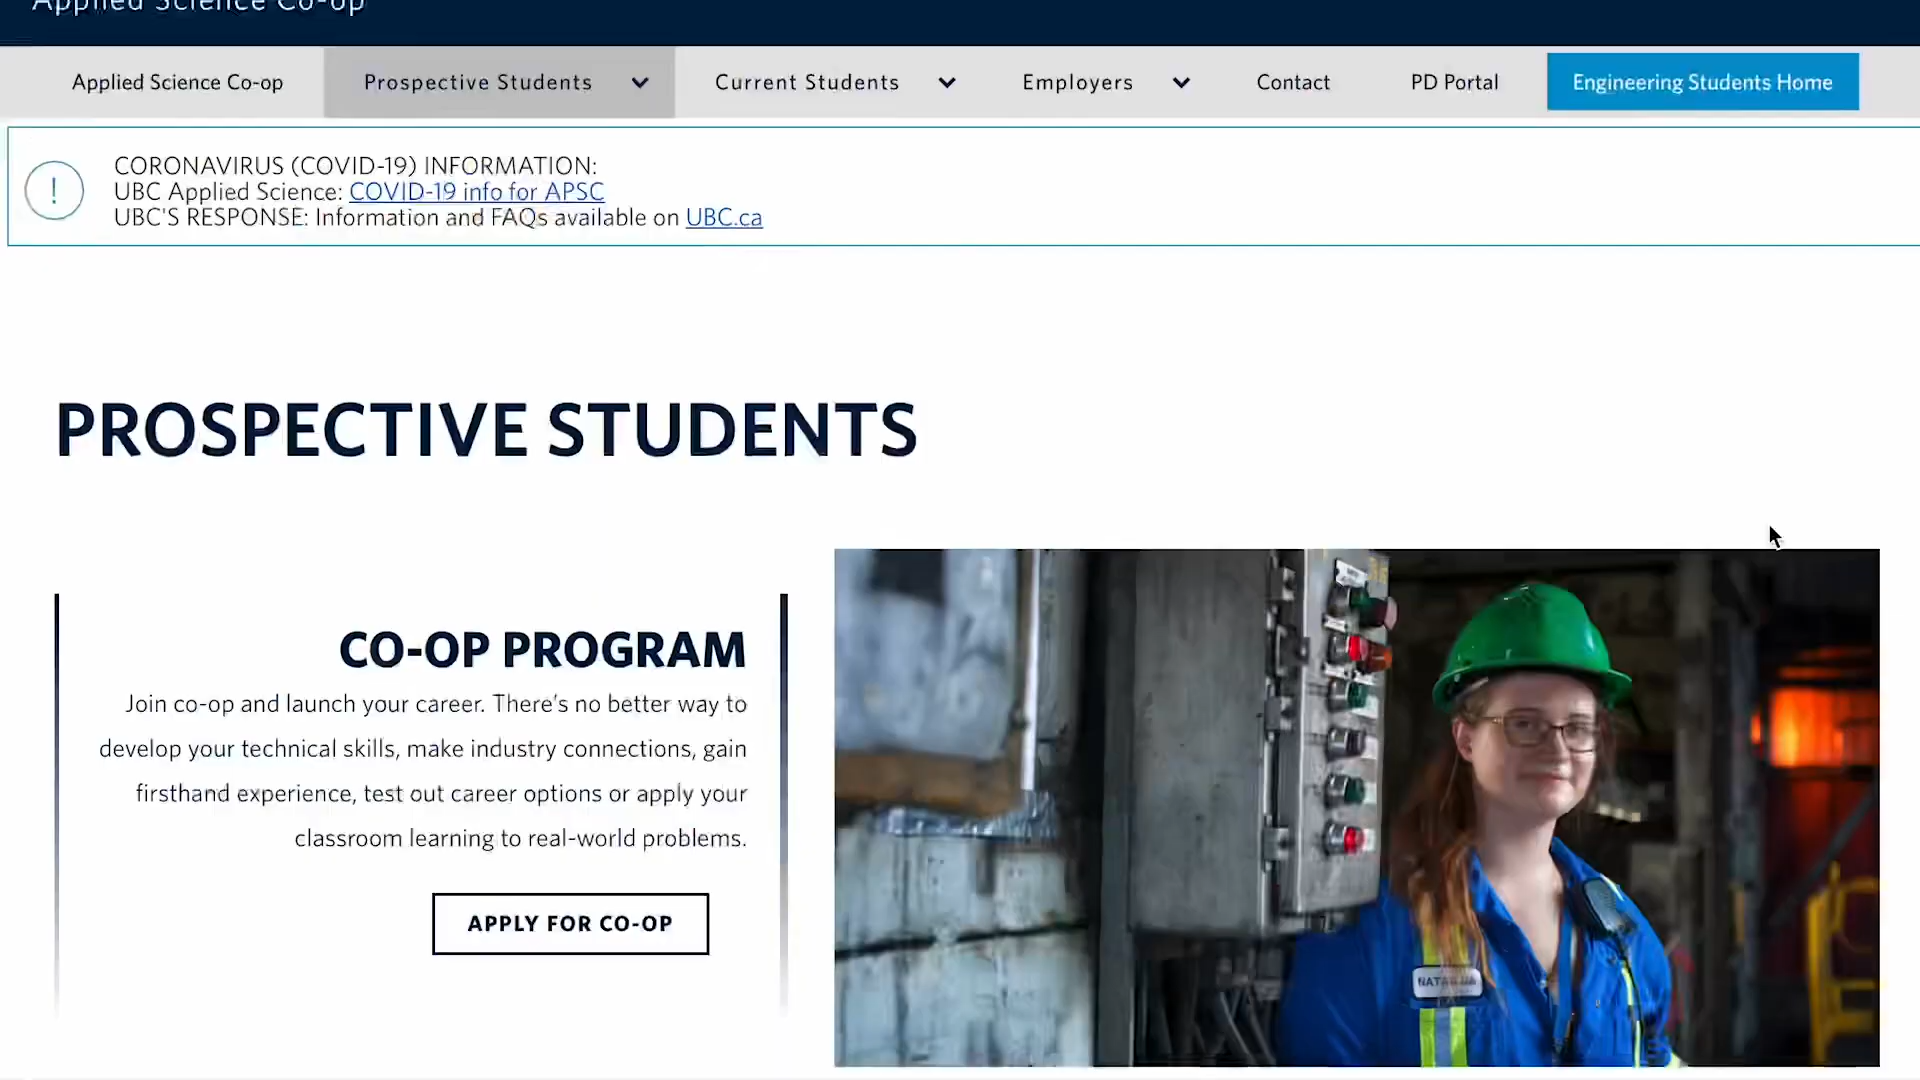 Applied Science Co-op
Applied Science Co-op
Prospective Students
Current Students
Employers
Contact
PD Portal
Engineering Students Home
!
CORONAVIRUS (COVID-19) INFORMATION:
UBC Applied Science: COVID-19 info for APSC
UBC'S RESPONSE: Information and FAQs available on UBC.ca
PROSPECTIVE STUDENTS
CO-OP PROGRAM
Join co-op and launch your career. There's no better way to
develop your technical skills, make industry connections, gain
firsthand experience, test out career options or apply your
classroom learning to real-world problems.
APPLY FOR CO-OP